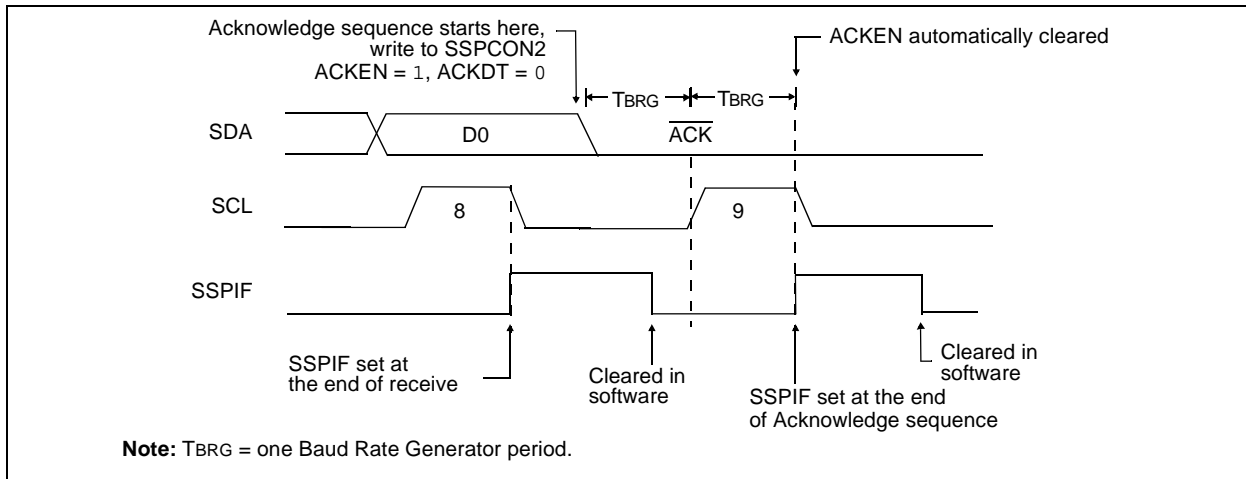 Acknowledge sequence starts here,
write to SSPCON2
ACKEN = 1, ACKDT = 0
ACKEN automatically cleared
TBRG
TBRG
SDA
D0
ACK
SCL
8
9
SSPIF
SSPIF set at
the end of receive
Cleared in
software
SSPIF set at the end
of Acknowledge sequence
Cleared in
software
Note: TBRG = one Baud Rate Generator period.